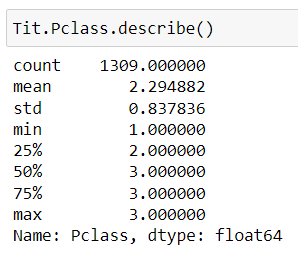 Tit.Pclass.describe()
count 1309.000000
mean 2.294882
std 0.837836
min 1.000000
25% 2.000000
50% 3.000000
75% 3.000000
max 3.000000
Name: Pclass, dtype: float64